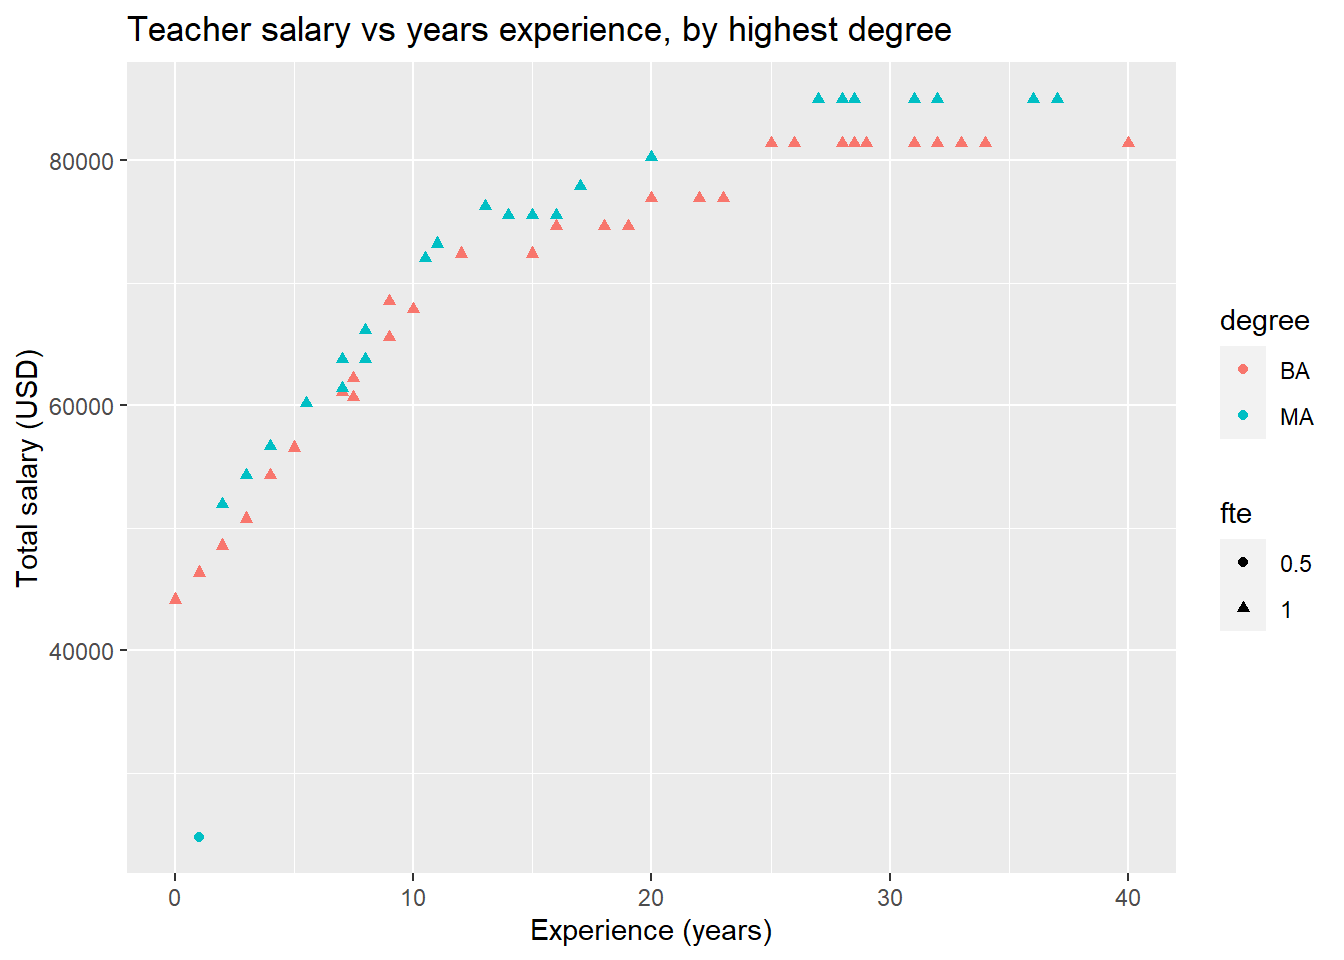 Teacher salary vs years experience, by highest degree
Total salary (USD)
80000
60000
40000
0
10
20
30
40
Experience (years)
degree
BA
MA
fte
0.5
1